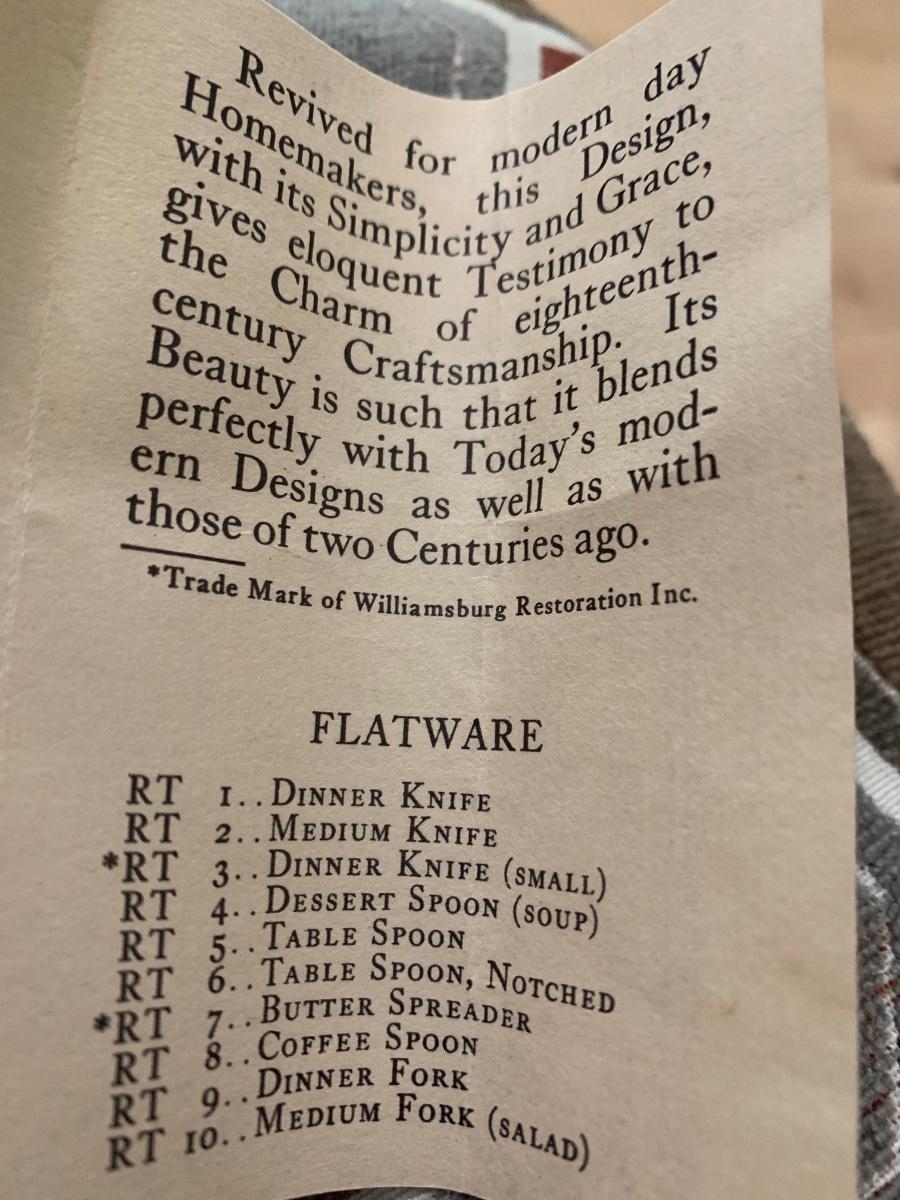 Revived for modern day
Homemakers, this Design,
with its Simplicity and Grace,
gives eloquent Testimony to
the Charm of eighteenth-
century Craftsmanship. Its
Beauty is such that it blends
perfectly with Today's mod-
ern Designs as well as with
those of two Centuries ago.
*Trade Mark of Williamsburg Restoration Inc.
FLATWARE
RT 1..Dinner Knife
RT 2..Medium Knife
*RT 3..Dinner Knife (small)
RT 4..Dessert Spoon (soup)
RT 5..Table Spoon
RT 6..Table Spoon, Notched
*RT 7..Butter Spreader
RT 8..Coffee Spoon
RT 9..Dinner Fork
RT 10..Medium Fork (salad)